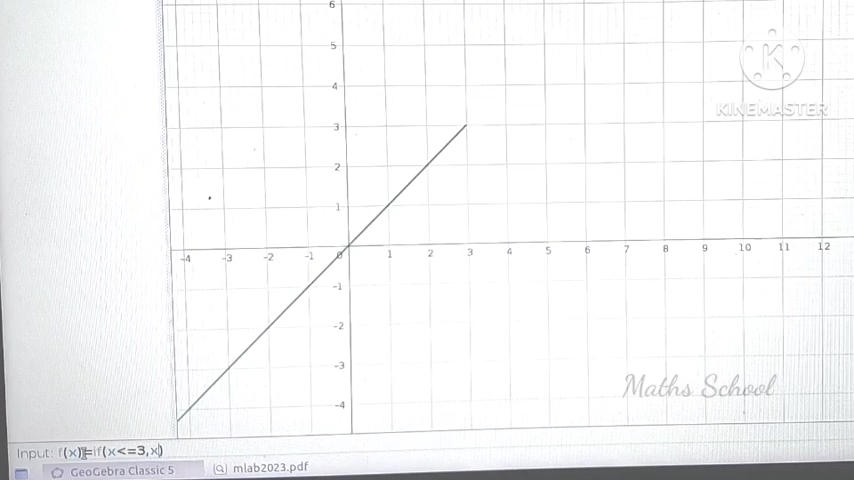 6
5
4
3
2
1
-4 -3 -2 -1 0 1 2 3 4 5 6 7 8 9 10 11 12
-1
-2
-3
-4
KINEMASTER
Maths School
Input: f(x)=if(x<=3,x)
GeoGebra Classic 5 mlab2023.pdf